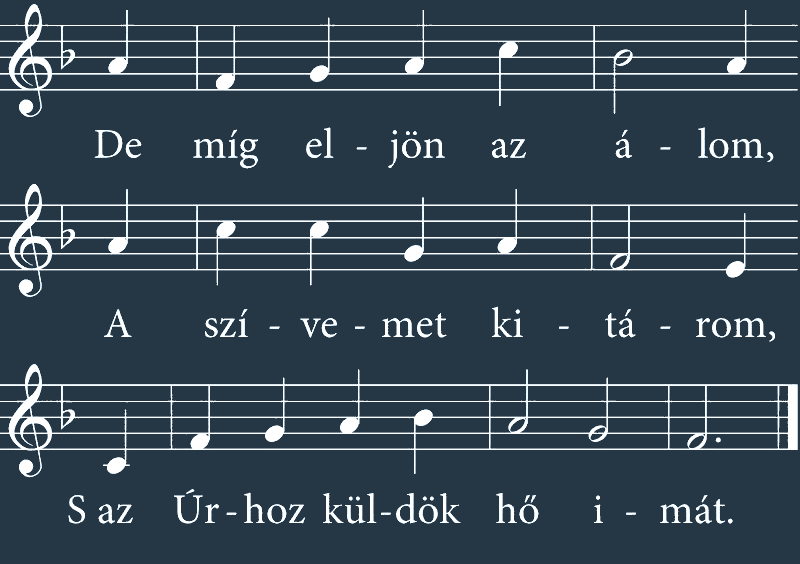 De míg el - jön az á - lom,
A szí - ve - met ki - tá - rom,
S az Úr - hoz kül - dök hő i - mát.